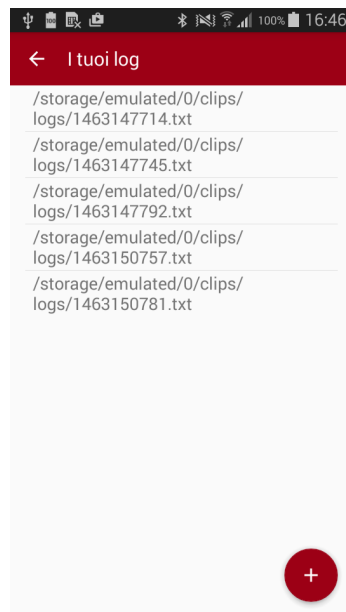 100% 16:46
I tuoi log
/storage/emulated/0/clips/
logs/1463147714.txt
/storage/emulated/0/clips/
logs/1463147745.txt
/storage/emulated/0/clips/
logs/1463147792.txt
/storage/emulated/0/clips/
logs/1463150757.txt
/storage/emulated/0/clips/
logs/1463150781.txt